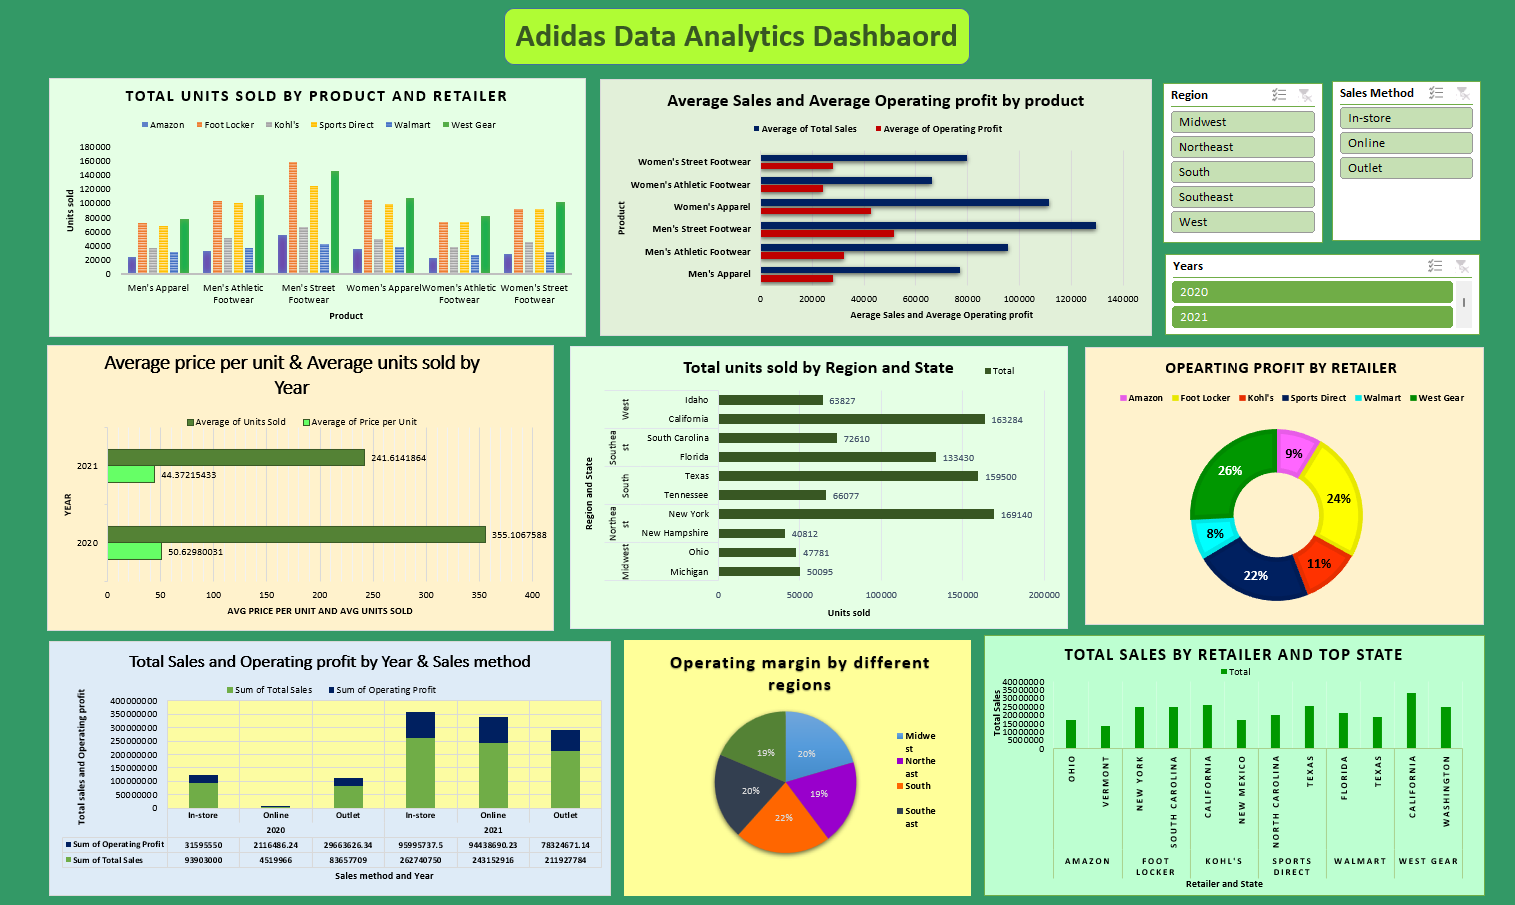 Adidas Data Analytics Dashbaord
TOTAL UNITS SOLD BY PRODUCT AND RETAILER
Amazon Foot Locker Kohl's Sports Direct Walmart West Gear
180000
160000
140000
120000
100000
80000
60000
40000
20000
0
Units sold
Men's Apparel Men's Athletic Footwear Men's Street Footwear Women's Apparel Women's Athletic Footwear Women's Street Footwear
Product
Average Sales and Average Operating profit by product
Average of Total Sales Average of Operating Profit
Product
Women's Street Footwear
Women's Athletic Footwear
Women's Apparel
Men's Street Footwear
Men's Athletic Footwear
Men's Apparel
0 20000 40000 60000 80000 100000 120000 140000
Aerage Sales and Average Operating profit
Region
Midwest
Northeast
South
Southeast
West
Sales Method
In-store
Online
Outlet
Years
2020
2021
Average price per unit & Average units sold by
Year
Average of Units Sold Average of Price per Unit
YEAR
2021
241.6141864
44.37215433
2020
355.1067588
50.62980031
0 50 100 150 200 250 300 350 400
AVG PRICE PER UNIT AND AVG UNITS SOLD
Total units sold by Region and State
Total
Region and State
West
Idaho 63827
California 163284
Southea
st
South Carolina 72610
Florida 133430
South
Texas 159500
Tennessee 66077
Northea
st
New York 169140
New Hampshire 40812
Midwest
Ohio 47781
Michigan 50095
0 50000 100000 150000 200000
Units sold
OPEARTING PROFIT BY RETAILER
Amazon Foot Locker Kohl's Sports Direct Walmart West Gear
9%
24%
11%
22%
8%
26%
Total Sales and Operating profit by Year & Sales method
Sum of Total Sales Sum of Operating Profit
Total sales and Operating profit
400000000
350000000
300000000
250000000
200000000
150000000
100000000
50000000
0
In-store Online Outlet In-store Online Outlet
2020 2021
Sum of Operating Profit 31595550 2116486.24 29663626.34 95995737.5 94438690.23 78324671.14
Sum of Total Sales 93903000 4519966 83657709 262740750 243152916 211927784
Sales method and Year
Operating margin by different
regions
20%
19%
22%
20%
19%
Midwe
st
Northe
ast
South
Southe
ast
TOTAL SALES BY RETAILER AND TOP STATE
Total
Total Sales
40000000
35000000
30000000
25000000
20000000
15000000
10000000
5000000
0
OHIO VERMONT NEW YORK SOUTH CAROLINA CALIFORNIA NEW MEXICO NORTH CAROLINA TEXAS FLORIDA TEXAS CALIFORNIA WASHINGTON
AMAZON FOOT LOCKER KOHL'S SPORTS DIRECT WALMART WEST GEAR
Retailer and State